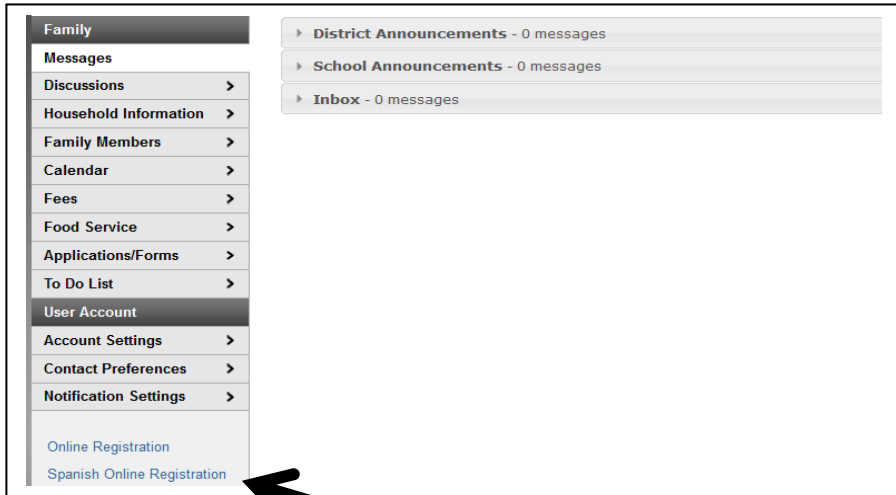 Family
Messages
Discussions
Household Information
Family Members
Calendar
Fees
Food Service
Applications/Forms
To Do List
User Account
Account Settings
Contact Preferences
Notification Settings
Online Registration
Spanish Online Registration
District Announcements - 0 messages
School Announcements - 0 messages
Inbox - 0 messages